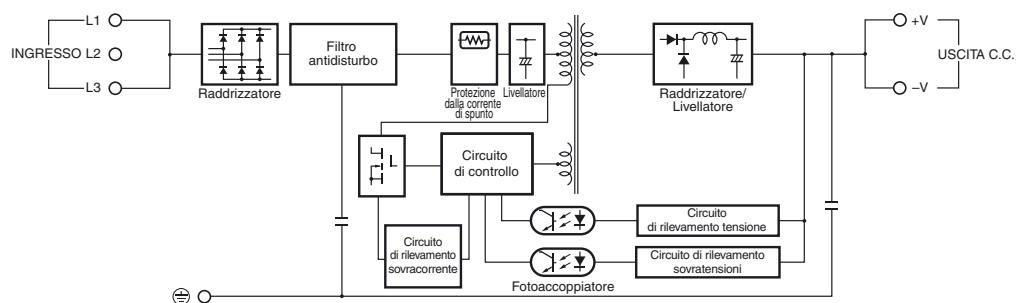 L1
INGRESSO L2
L3
Raddrizzatore
Filtro
antidisturbo
Protezione
dalla corrente
di spunto
Livellatore
Raddrizzatore/
Livellatore
+V
USCITA C.C.
–V
Circuito
di controllo
Circuito
di rilevamento
sovracorrente
Circuito
di rilevamento tensione
Circuito di rilevamento
sovratensioni
Fotoaccoppiatore